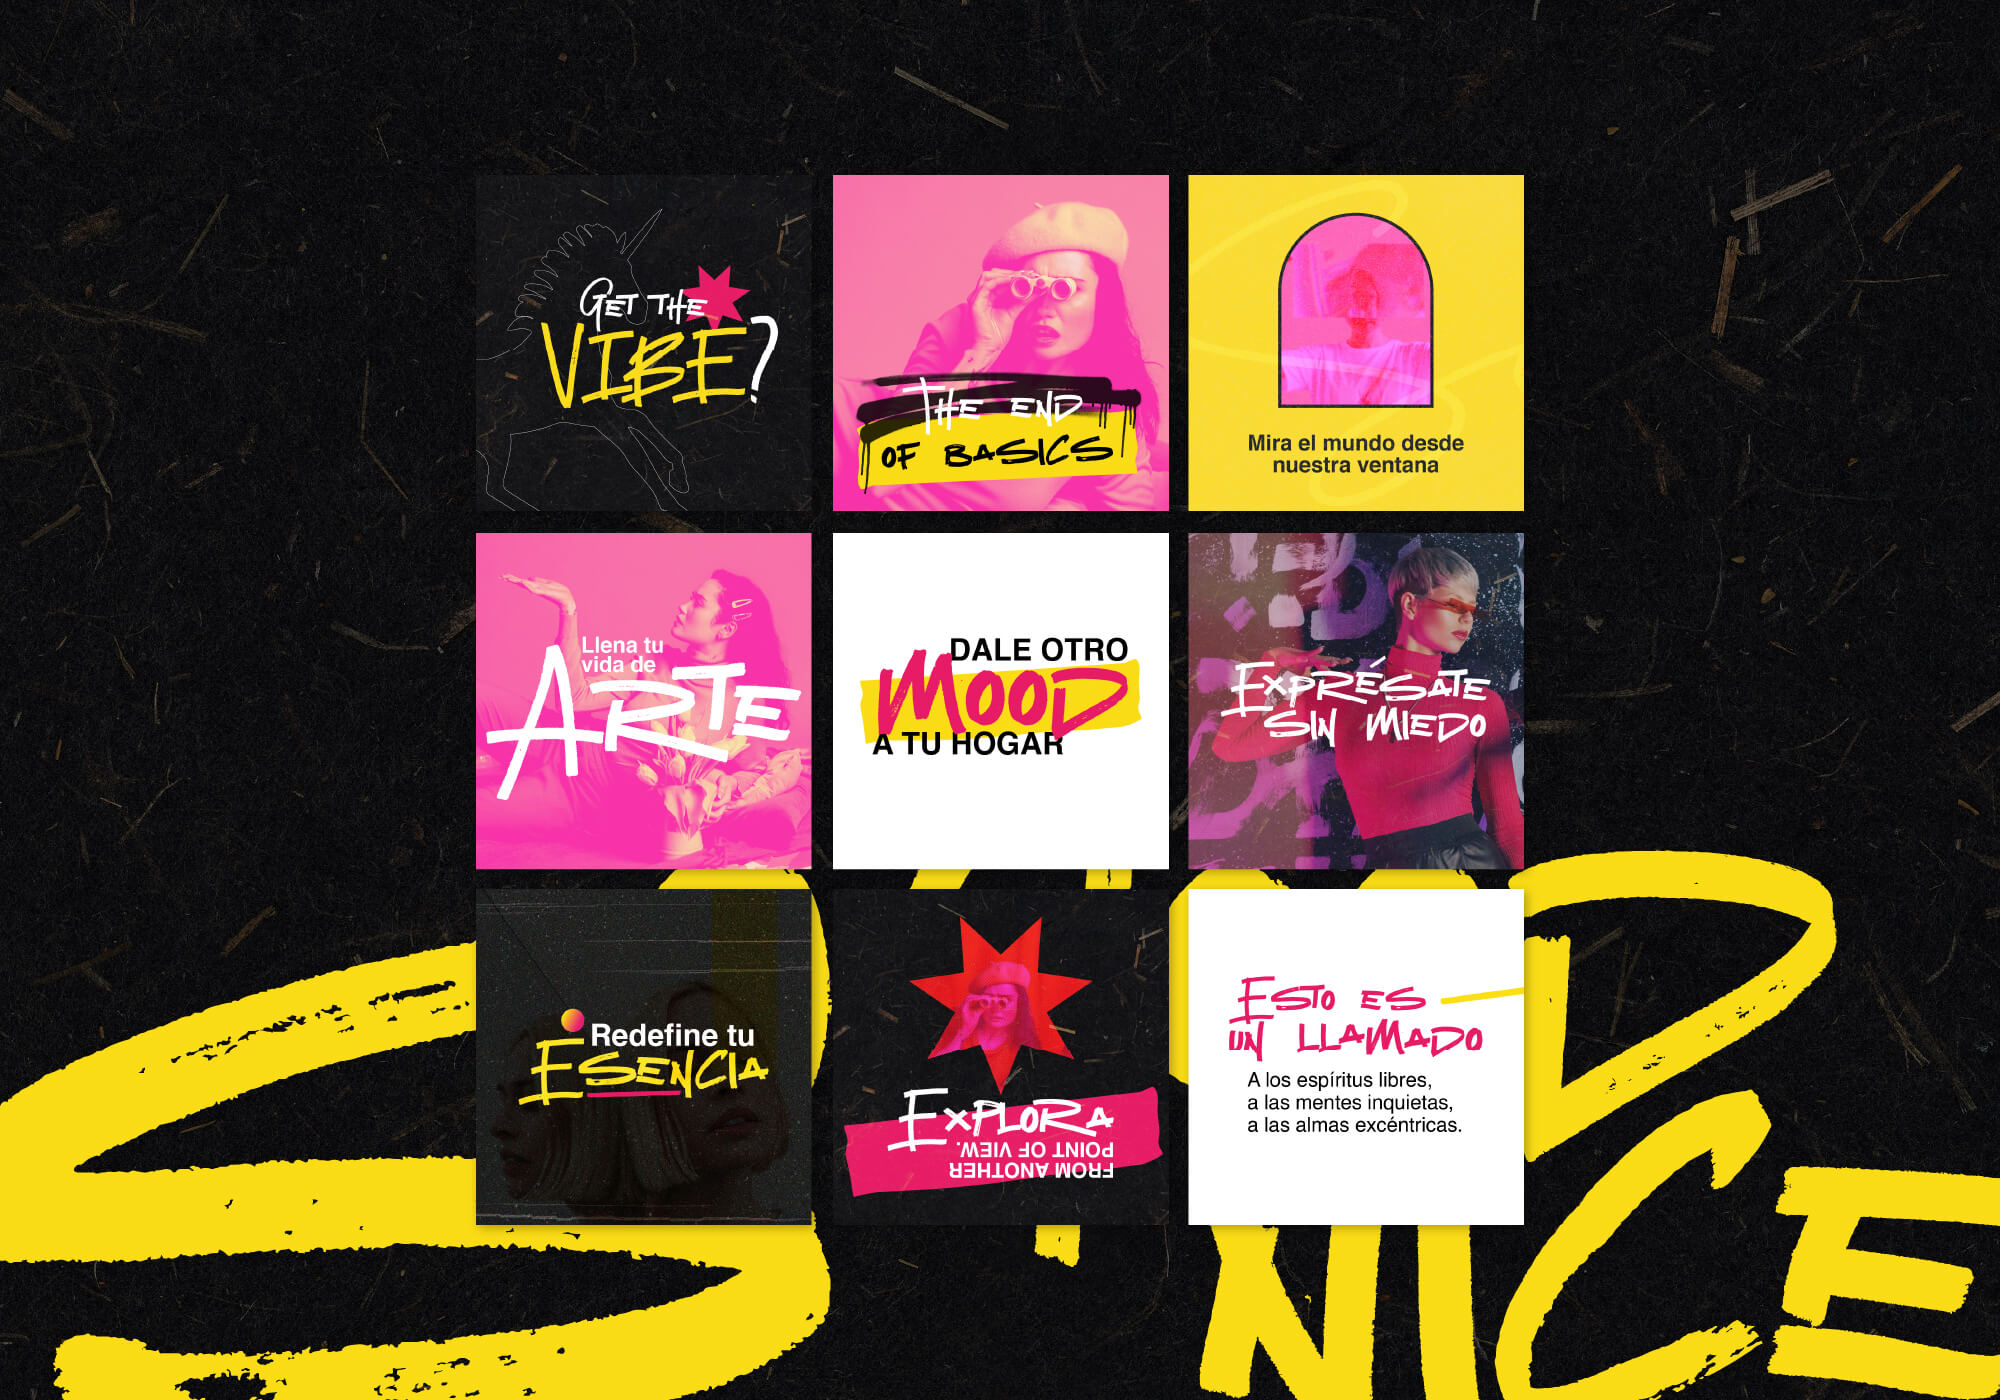 GET THE
VIBE?
THE END
OF BASICS
Mira el mundo desde
nuestra ventana
Llena tu
vida de
ARTE
DALE OTRO
MOOD
A TU HOGAR
EXPRÉSATE
SIN MIEDO
Redefine tu
ESENCIA
EXPLORA
FROM ANOTHER
POINT OF VIEW.
ESTO ES
UN LLAMADO
A los espíritus libres,
a las mentes inquietas,
a las almas excéntricas.
NICE